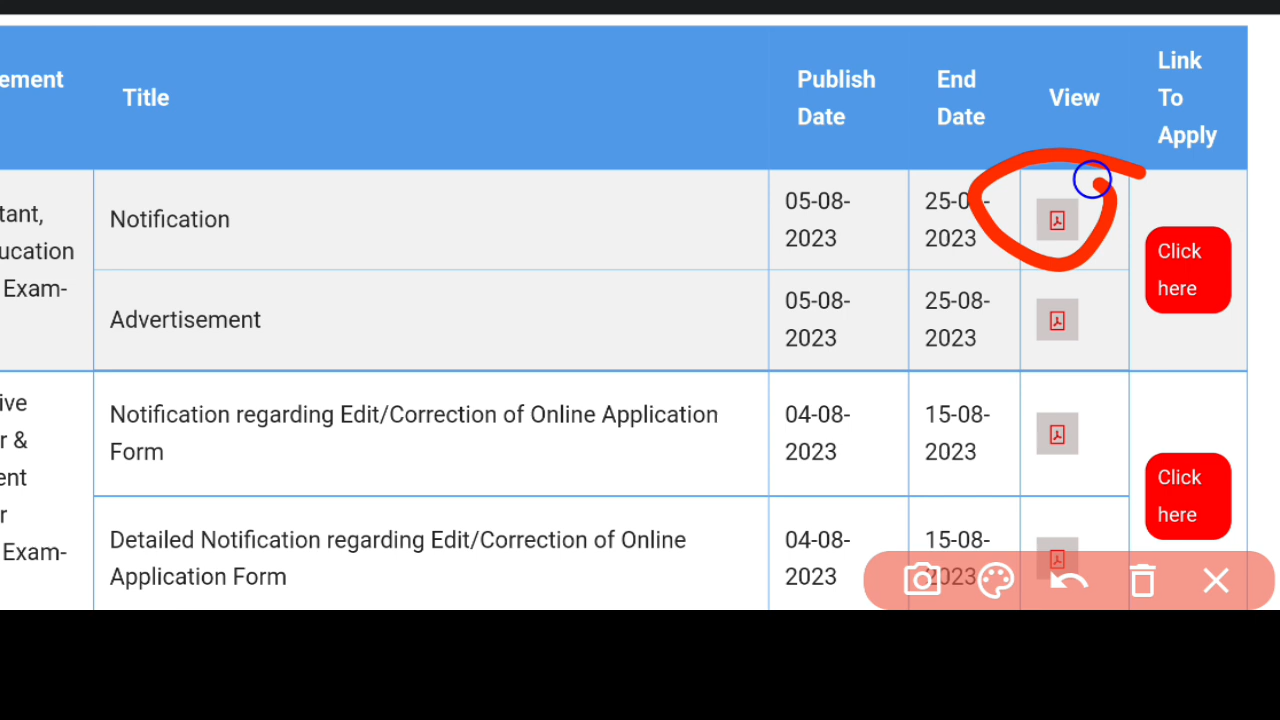 ement
Title
Publish
Date
End
Date
View
Link
To
Apply
tant,
ucation
Exam-
Notification
05-08-
2023
25-0 -
2023
Click
here
Advertisement
05-08-
2023
25-08-
2023
ive
r &
ent
r
Exam-
Notification regarding Edit/Correction of Online Application
Form
04-08-
2023
15-08-
2023
Click
here
Detailed Notification regarding Edit/Correction of Online
Application Form
04-08-
2023
15-08-
2023